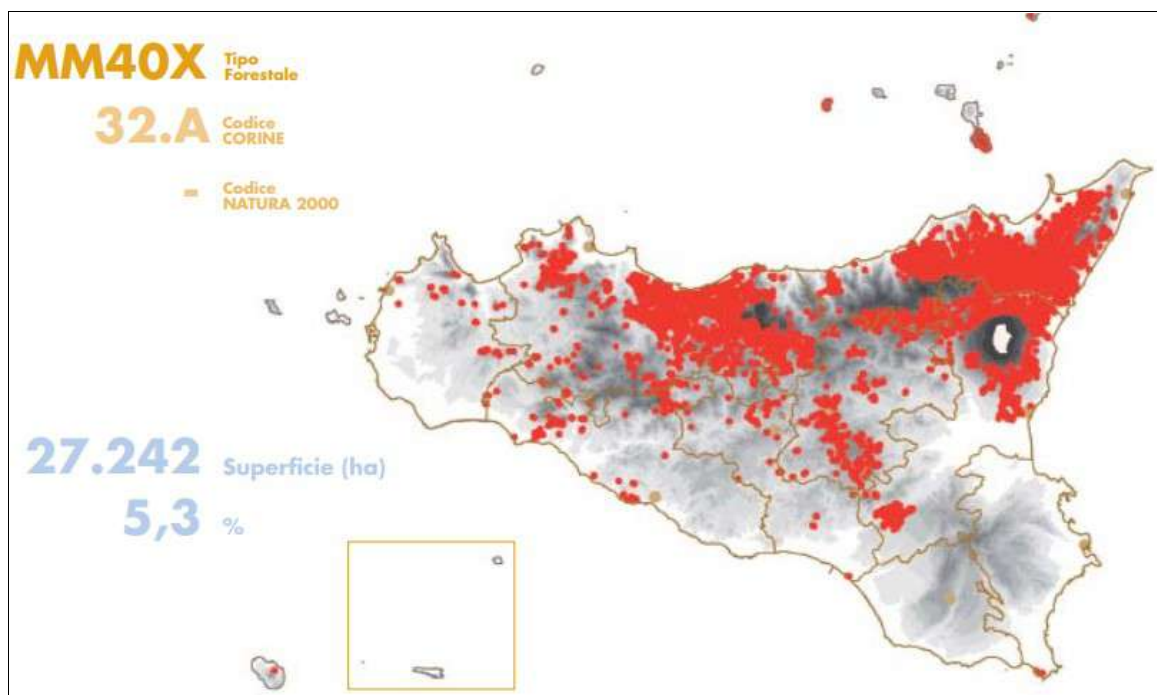 MM40X
Tipo
Forestale
32.A
Codice
CORINE
-
Codice
NATURA 2000
27.242
Superficie (ha)
5,3
%